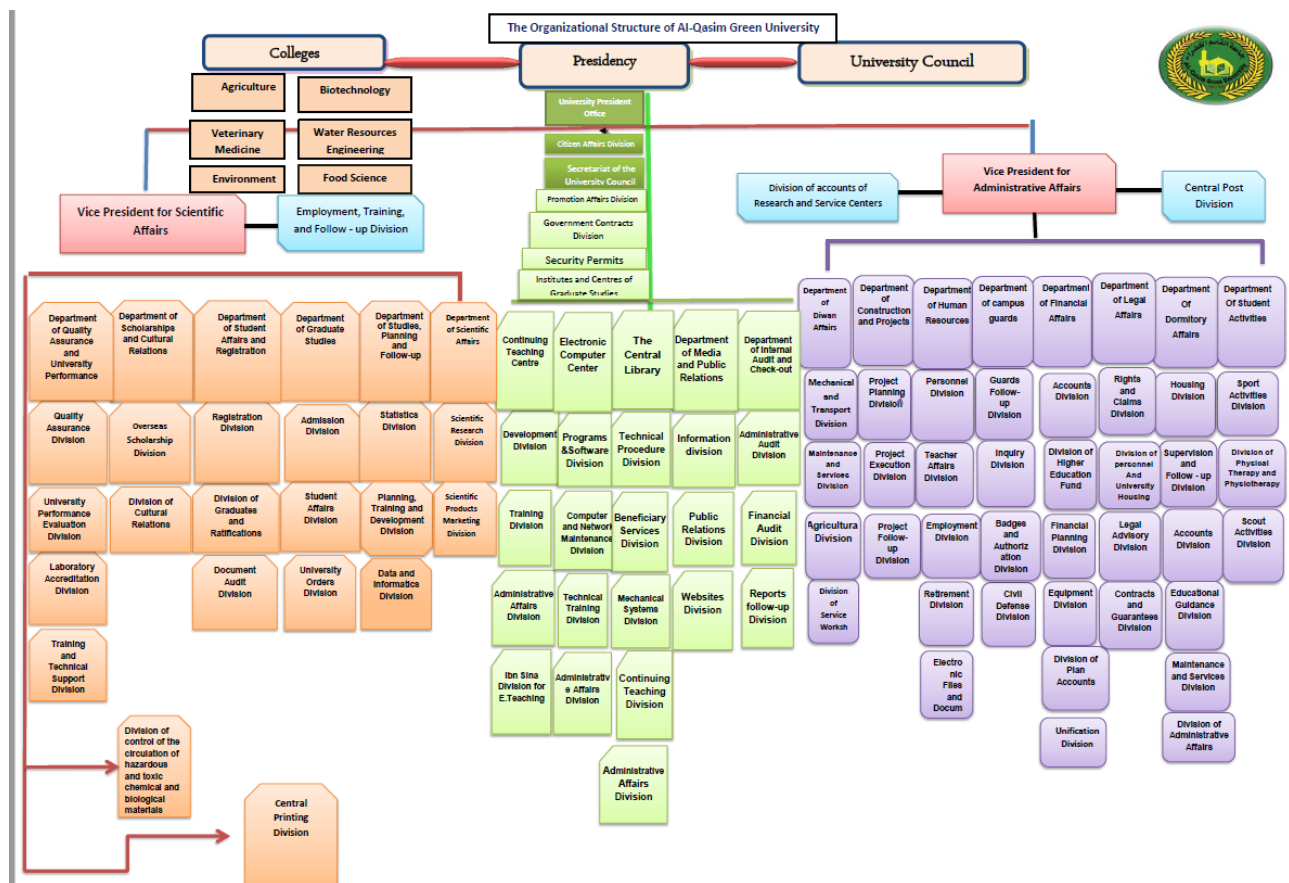 The Organizational Structure of Al-Qasim Green University
Colleges
Presidency
University Council
Agriculture
Biotechnology
Veterinary
Medicine
Water Resources
Engineering
Environment
Food Science
University President
Office
Citizen Affairs Division
Secretariat of the
University Council
Promotion Affairs Division
Government Contracts
Division
Security Permits
Institutes and Centres of
Graduate Studies
Vice President for Scientific
Affairs
Employment, Training,
and Follow - up Division
Division of accounts of
Research and Service Centers
Vice President for
Administrative Affairs
Central Post
Division
Department
of Quality
Assurance
and
University
Performance
Quality
Assurance
Division
University
Performance
Evaluation
Division
Laboratory
Accreditation
Division
Training
and
Technical
Support
Division
Department of
Scholarships
and Cultural
Relations
Overseas
Scholarship
Division
Division of
Cultural
Relations
Department
of Student
Affairs and
Registration
Registration
Division
Division of
Graduates
and
Ratifications
Document
Audit
Division
Department
of Graduate
Studies
Admission
Division
Student
Affairs
Division
University
Orders
Division
Department
of Studies,
Planning
and
Follow-up
Statistics
Division
Planning,
Training and
Development
Division
Data and
Informatics
Division
Department
of Scientific
Affairs
Scientific
Research
Division
Scientific
Products
Marketing
Division
Division of
control of the
circulation of
hazardous
and toxic
chemical and
biological
materials
Central
Printing
Division
Continuing
Teaching
Centre
Development
Division
Training
Division
Administrative
Affairs
Division
Ibn Sina
Division for
E.Teaching
Electronic
Computer
Center
Programs
&Software
Division
Computer
and Network
Maintenance
Division
Technical
Training
Division
Administrativ
e Affairs
Division
The
Central
Library
Technical
Procedure
Division
Beneficiary
Services
Division
Mechanical
Systems
Division
Continuing
Teaching
Division
Administrative
Affairs
Division
Department
of Media
and Public
Relations
Information
division
Public
Relations
Division
Websites
Division
Department
of Internal
Audit and
Check-out
Administrative
Audit
Division
Financial
Audit
Division
Reports
follow-up
Division
Department
of
Diwan
Affairs
Mechanical
and
Transport
Division
Maintenance
and Services
Division
Agricultura
Division
Division
of
Service
Worksh
Department
of
Construction
and Projects
Project
Planning
Division
Project
Execution
Division
Project
Follow-
up
Division
Department
of Human
Resources
Personnel
Division
Teacher
Affairs
Division
Employment
Division
Retirement
Division
Electro
nic
Files
and
Docum
Department
of campus
guards
Guards
Follow-
up
Division
Inquiry
Division
Badges
and
Authoriz
ation
Division
Civil
Defense
Division
Department
of Financial
Affairs
Accounts
Division
Division of
Higher
Education
Fund
Financial
Planning
Division
Equipment
Division
Division of
Plan
Accounts
Unification
Division
Department
of Legal
Affairs
Rights
and
Claims
Division
Division of
personnel
And
University
Housing
Legal
Advisory
Division
Contracts
and
Guarantees
Division
Department
Of
Dormitory
Affairs
Housing
Division
Supervision
and
Follow - up
Division
Accounts
Division
Educational
Guidance
Division
Maintenance
and Services
Division
Division of
Administrative
Affairs
Department
Of Student
Activities
Sport
Activities
Division
Division of
Physical
Therapy and
Physiotherapy
Scout
Activities
Division